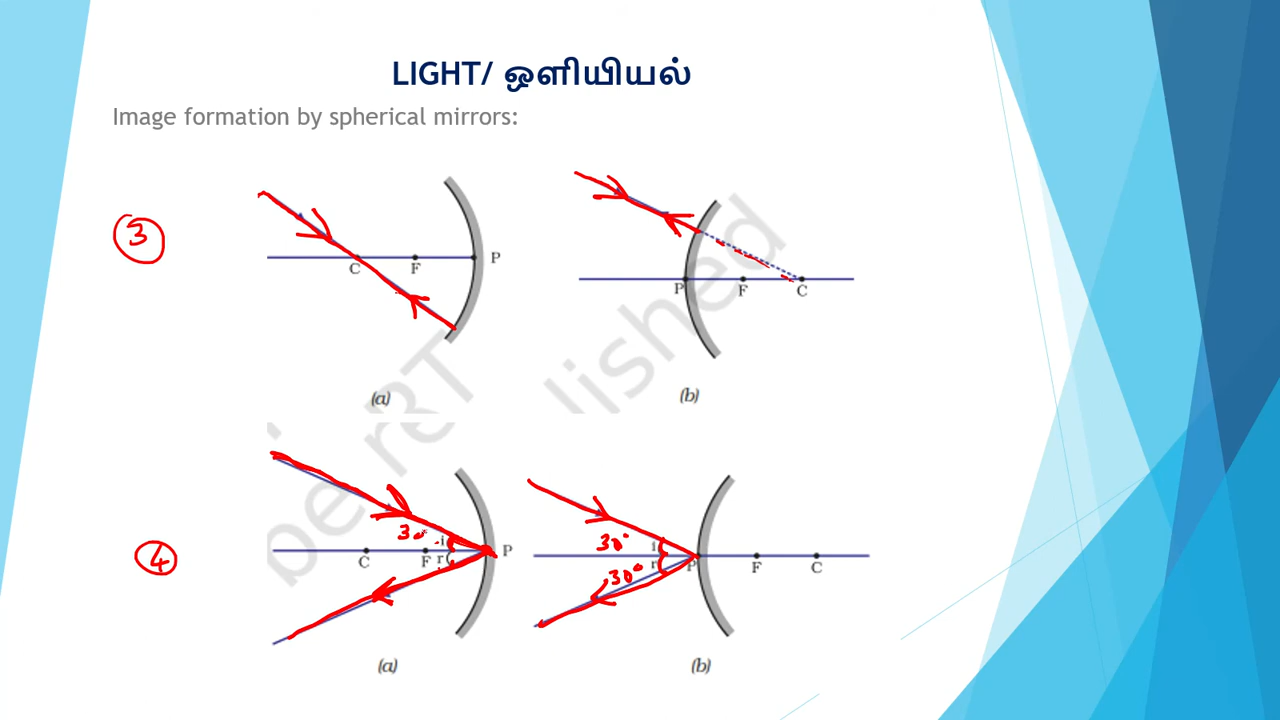 LIGHT/ ஒளியியல்
Image formation by spherical mirrors:
3
C F P
P F C
(a) (b)
4
30° i
C F r P
30° i
30° r P F C
(a) (b)